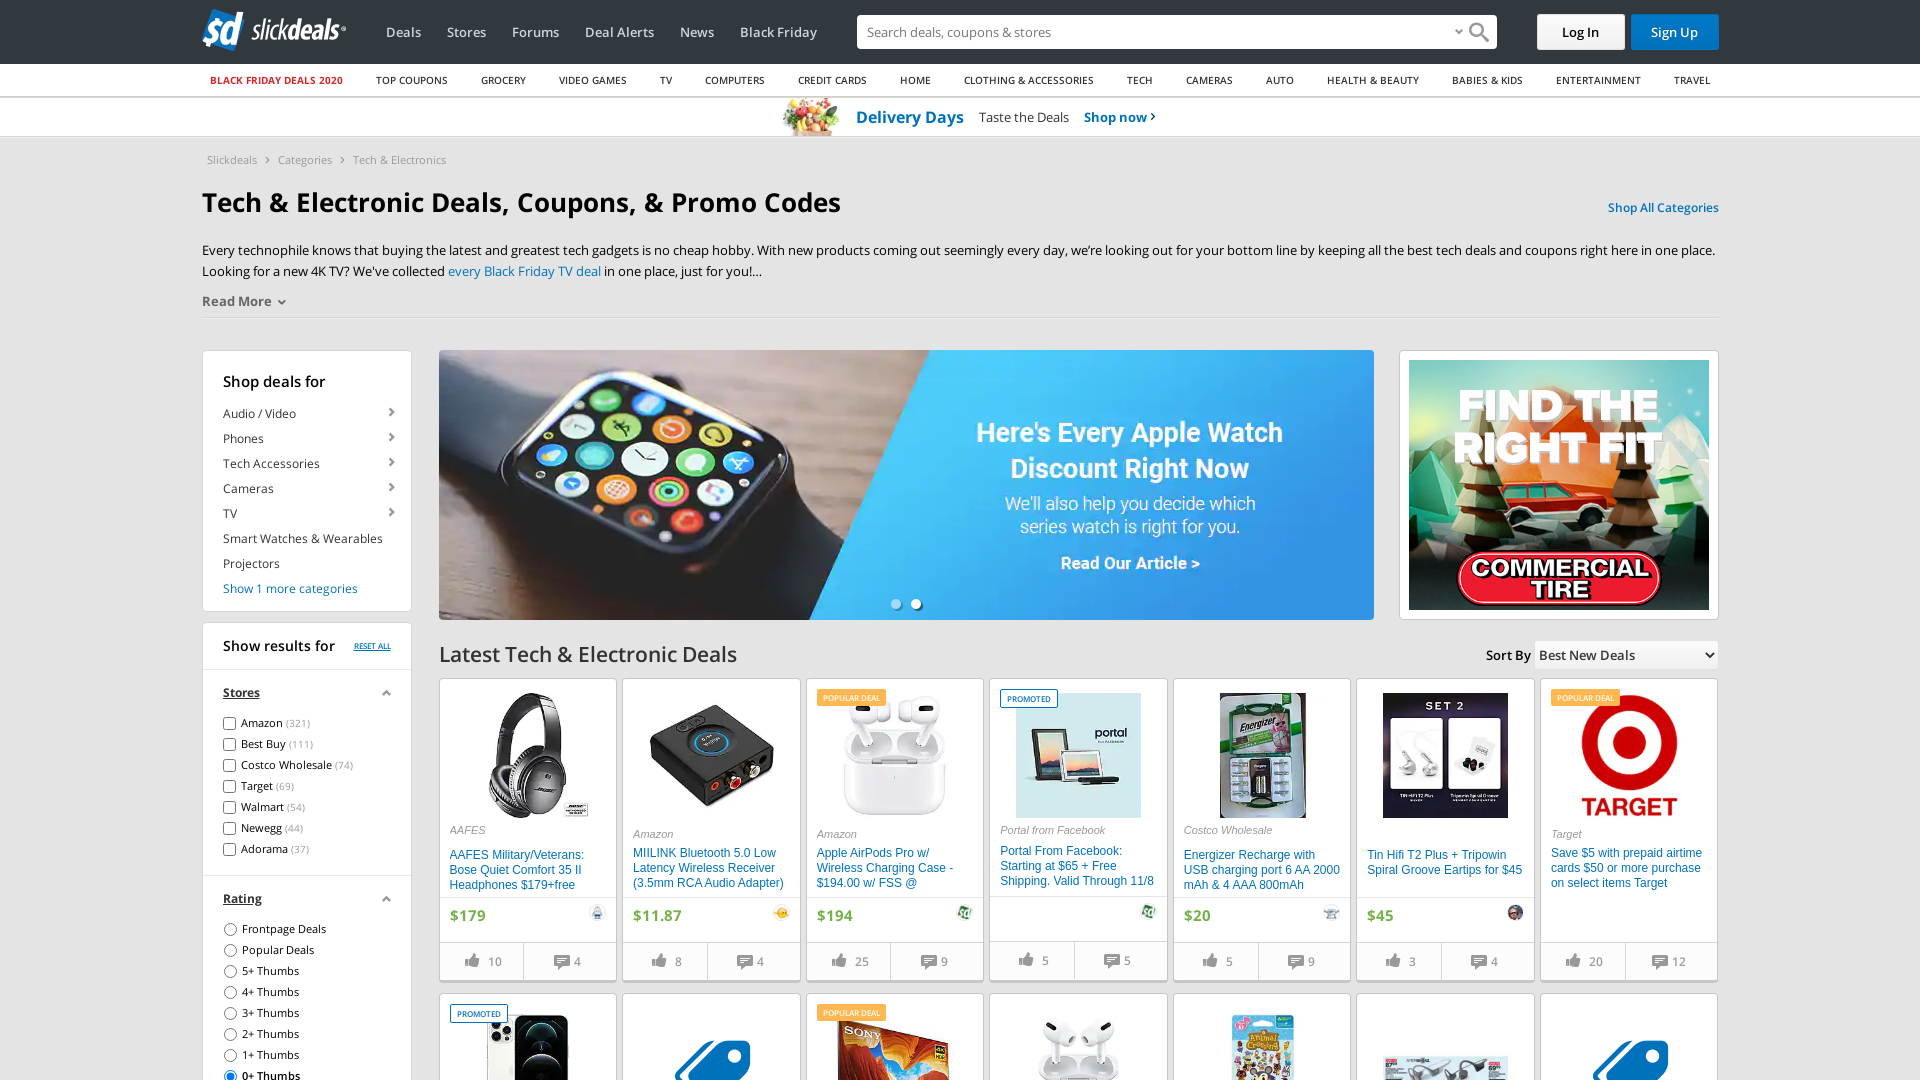 slickdeals
Deals
Stores
Forums
Deal Alerts
News
Black Friday
Search deals, coupons & stores
Log In
Sign Up
BLACK FRIDAY DEALS 2020
TOP COUPONS
GROCERY
VIDEO GAMES
TV
COMPUTERS
CREDIT CARDS
HOME
CLOTHING & ACCESSORIES
TECH
CAMERAS
AUTO
HEALTH & BEAUTY
BABIES & KIDS
ENTERTAINMENT
TRAVEL
Delivery Days Taste the Deals Shop now
Slickdeals > Categories > Tech & Electronics
Tech & Electronic Deals, Coupons, & Promo Codes
Shop All Categories
Every technophile knows that buying the latest and greatest tech gadgets is no cheap hobby. With new products coming out seemingly every day, we’re looking out for your bottom line by keeping all the best tech deals and coupons right here in one place.
Looking for a new 4K TV? We've collected every Black Friday TV deal in one place, just for you!...
Read More
Shop deals for
Audio / Video
Phones
Tech Accessories
Cameras
TV
Smart Watches & Wearables
Projectors
Show 1 more categories
Show results for
RESET ALL
Stores
Amazon (321)
Best Buy (111)
Costco Wholesale (74)
Target (69)
Walmart (54)
Newegg (44)
Adorama (37)
Rating
Frontpage Deals
Popular Deals
5+ Thumbs
4+ Thumbs
3+ Thumbs
2+ Thumbs
1+ Thumbs
0+ Thumbs
Here's Every Apple Watch
Discount Right Now
We'll also help you decide which
series watch is right for you.
Read Our Article >
FIND THE
RIGHT FIT
COMMERCIAL
TIRE
Latest Tech & Electronic Deals
Sort By
Best New Deals
AAFES
AAFES Military/Veterans:
Bose Quiet Comfort 35 II
Headphones $179+free
$179
10
4
Amazon
MIILINK Bluetooth 5.0 Low
Latency Wireless Receiver
(3.5mm RCA Audio Adapter)
$11.87
8
4
POPULAR DEAL
Amazon
Apple AirPods Pro w/
Wireless Charging Case -
$194.00 w/ FSS @
$194
25
9
PROMOTED
portal
Portal from Facebook
Portal From Facebook:
Starting at $65 + Free
Shipping. Valid Through 11/8
5
5
Energizer
Costco Wholesale
Energizer Recharge with
USB charging port 6 AA 2000
mAh & 4 AAA 800mAh
$20
5
9
SET 2
TIN HiFi T2 Plus
Tripowin Spiral Groove
Tin Hifi T2 Plus + Tripowin
Spiral Groove Eartips for $45
$45
3
4
POPULAR DEAL
TARGET
Target
Save $5 with prepaid airtime
cards $50 or more purchase
on select items Target
20
12
PROMOTED
POPULAR DEAL
SONY
Animal
Crossing